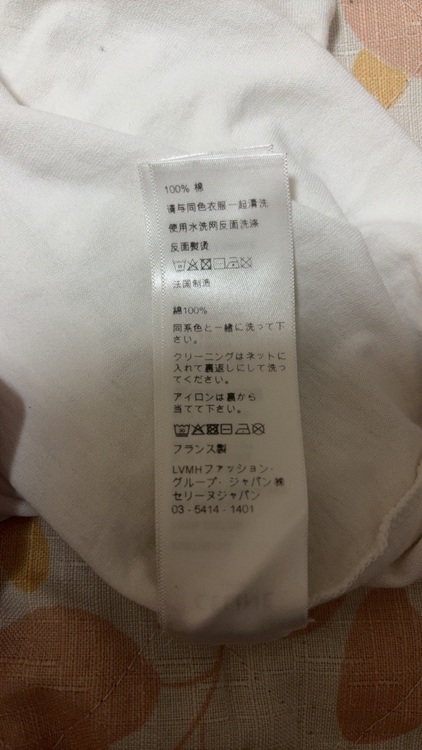 100% 棉
请与同色衣服一起清洗
使用水洗网反面洗涤
反面熨烫
法国制造
綿100%
同系色と一緒に洗って下
さい。
クリーニングはネットに
入れて裏返しにして洗っ
てください。
アイロンは裏から
当てて下さい。
フランス製
LVMHファッション・
グループ・ジャパン㈱
セリーヌジャパン
03-5414-1401